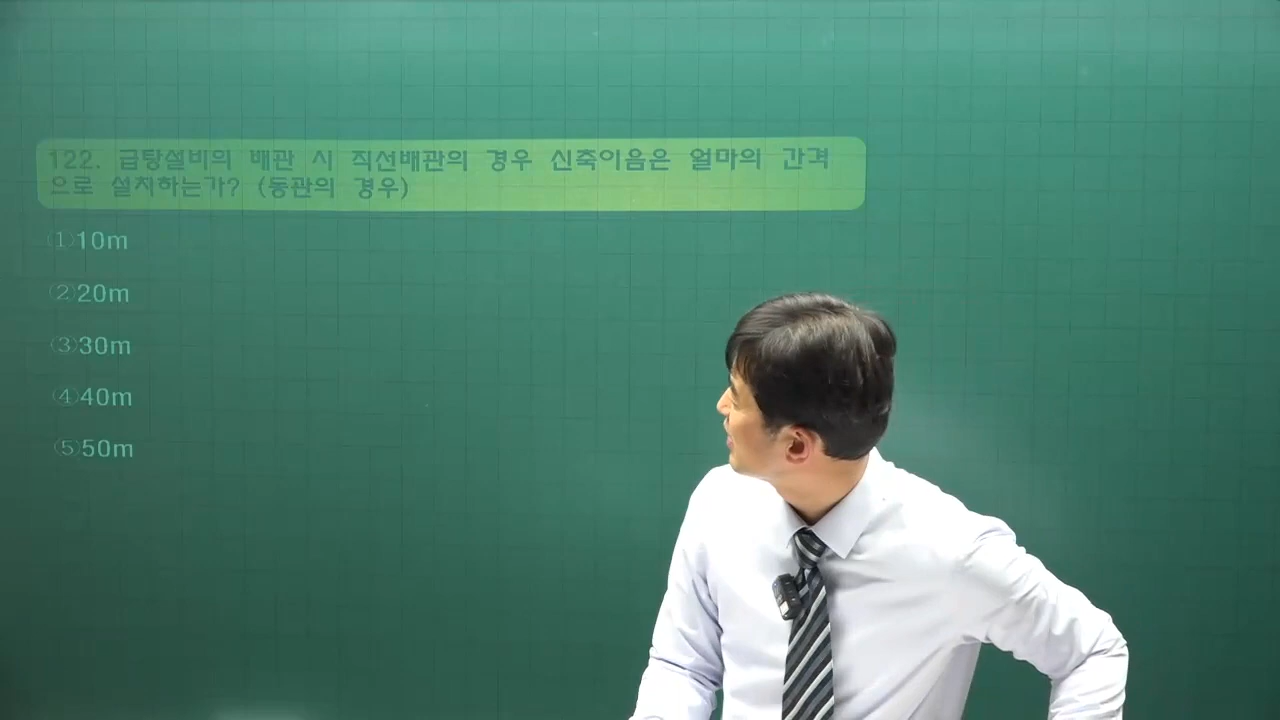 122. 급탕설비의 배관 시 직선배관의 경우 신축이음은 얼마의 간격
으로 설치하는가? (동관의 경우)
①10m
②20m
③30m
④40m
⑤50m